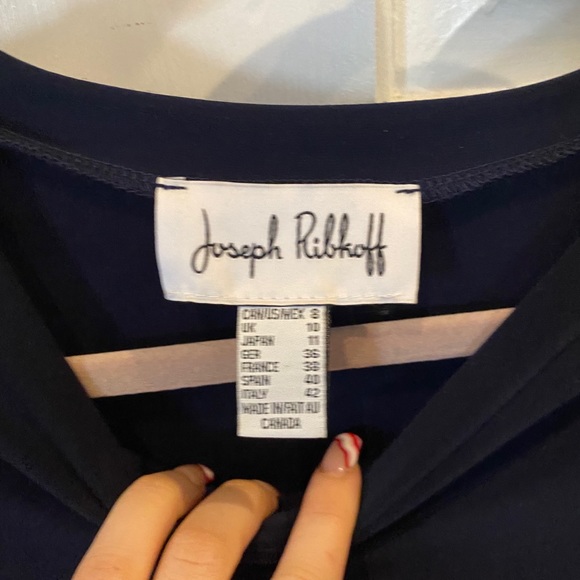 Joseph Ribkoff
CAN/US/MEX 8
UK 10
JAPAN 11
GER 36
FRANCE 38
SPAIN 40
ITALY 42
MADE IN/FAIT AU
CANADA